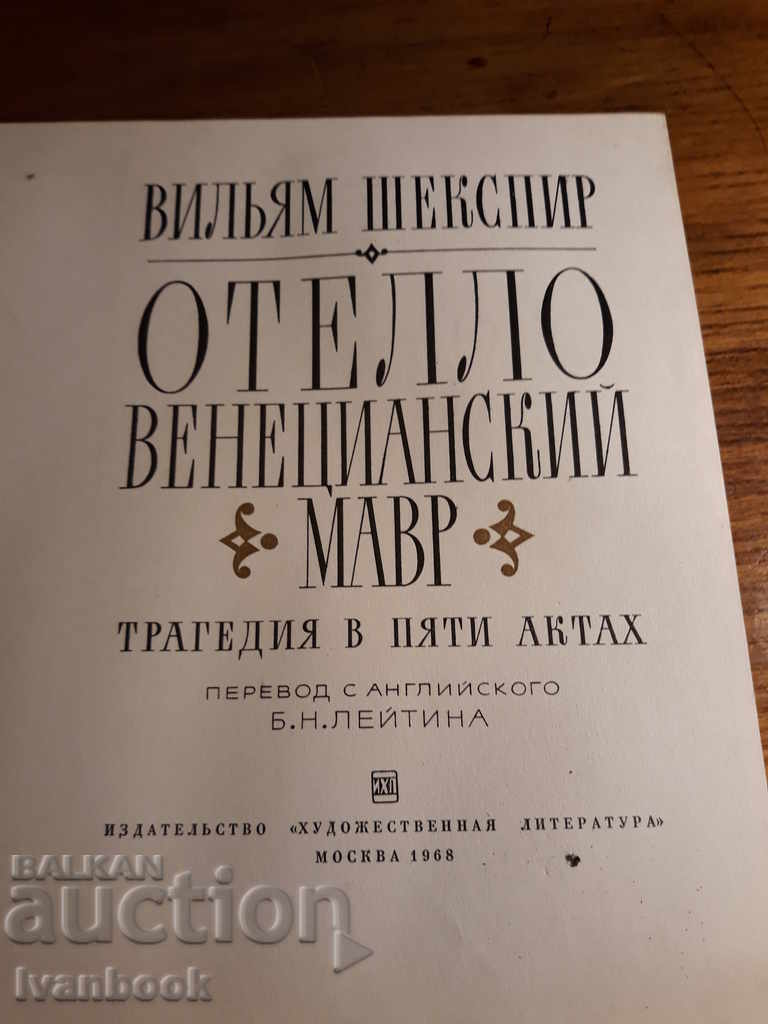 ВИЛЬЯМ ШЕКСПИР
ОТЕЛЛО
ВЕНЕЦИАНСКИЙ
МАВР
ТРАГЕДИЯ В ПЯТИ АКТАХ
ПЕРЕВОД С АНГЛИЙСКОГО
Б.Н.ЛЕЙТИНА
ИХЛ
ИЗДАТЕЛЬСТВО «ХУДОЖЕСТВЕННАЯ ЛИТЕРАТУРА»
МОСКВА 1968
BALKAN
auction
Ivanbook